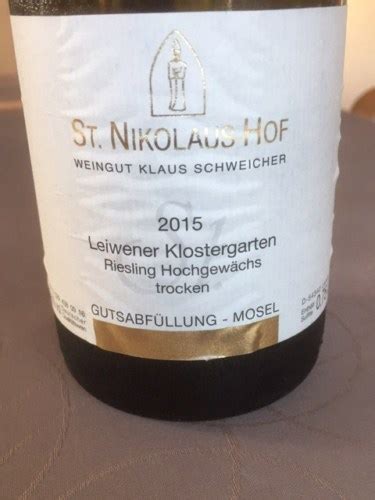 ST. NIKOLAUS HOF
WEINGUT KLAUS SCHWEICHER
2015
Leiwener Klostergarten
Riesling Hochgewächs
trocken
GUTSABFÜLLUNG - MOSEL